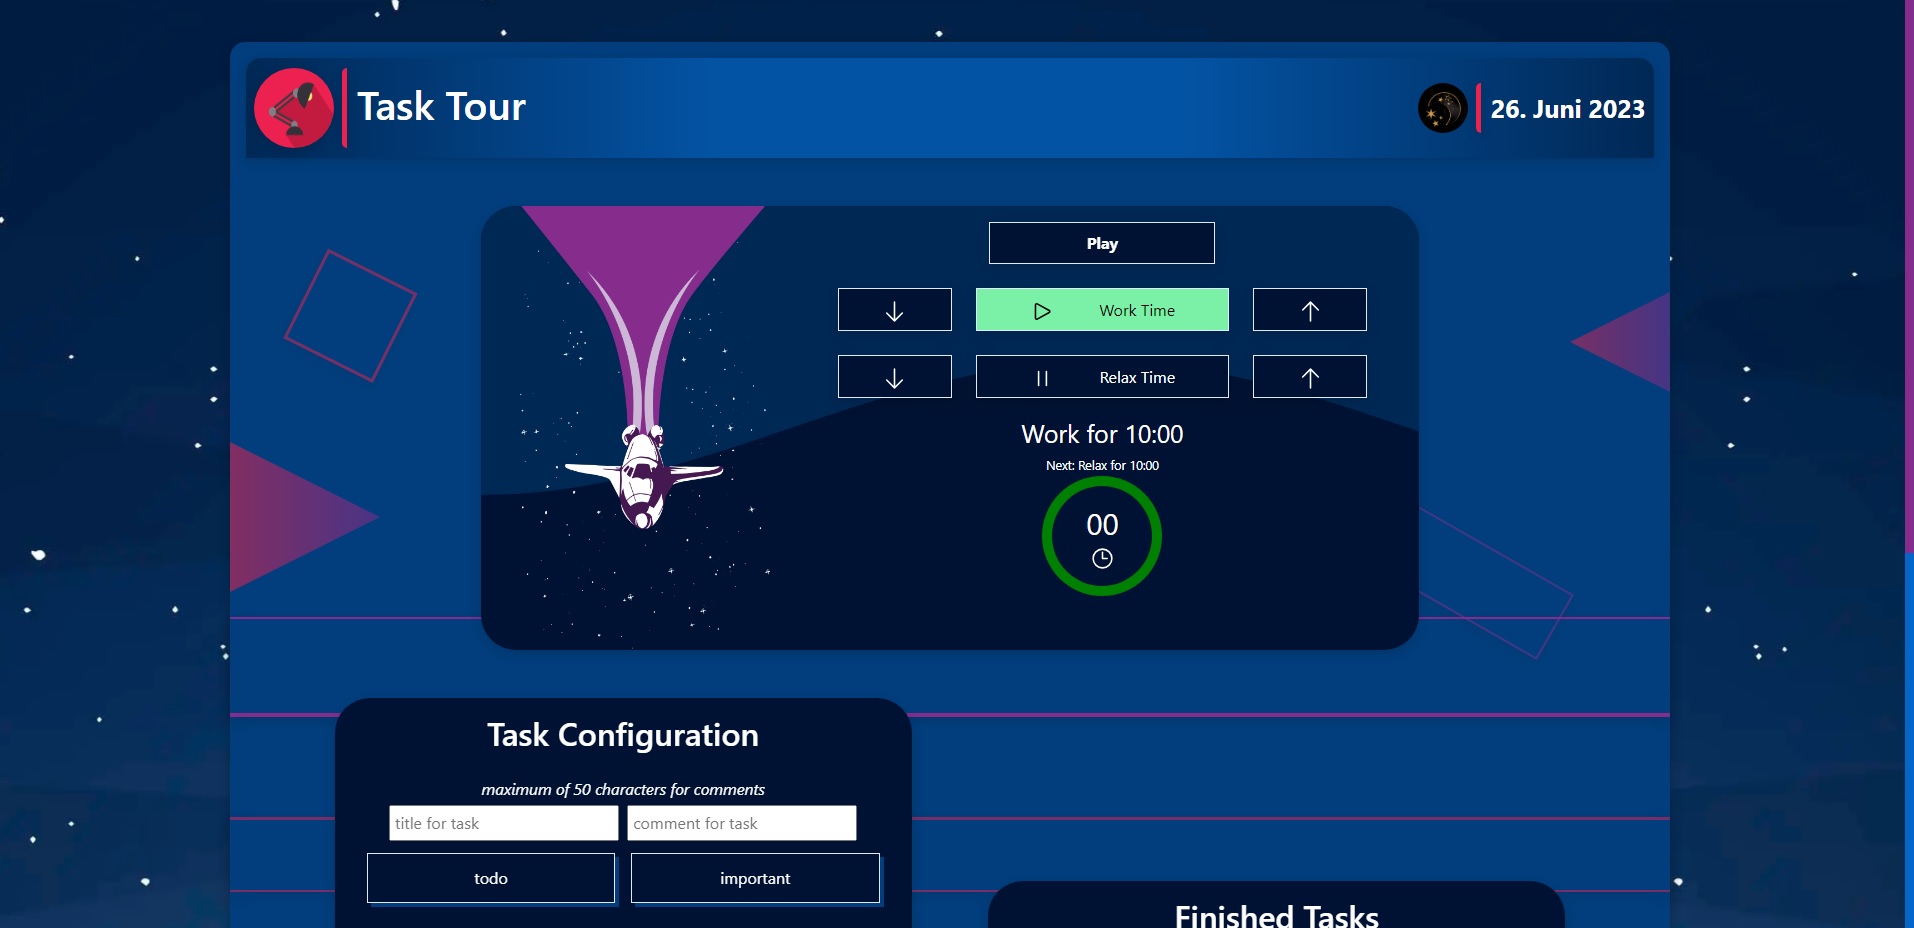 Task Tour
26. Juni 2023
Play
Work Time
Relax Time
Work for 10:00
Next: Relax for 10:00
00
Task Configuration
maximum of 50 characters for comments
title for task
comment for task
todo
important
Finished Tasks